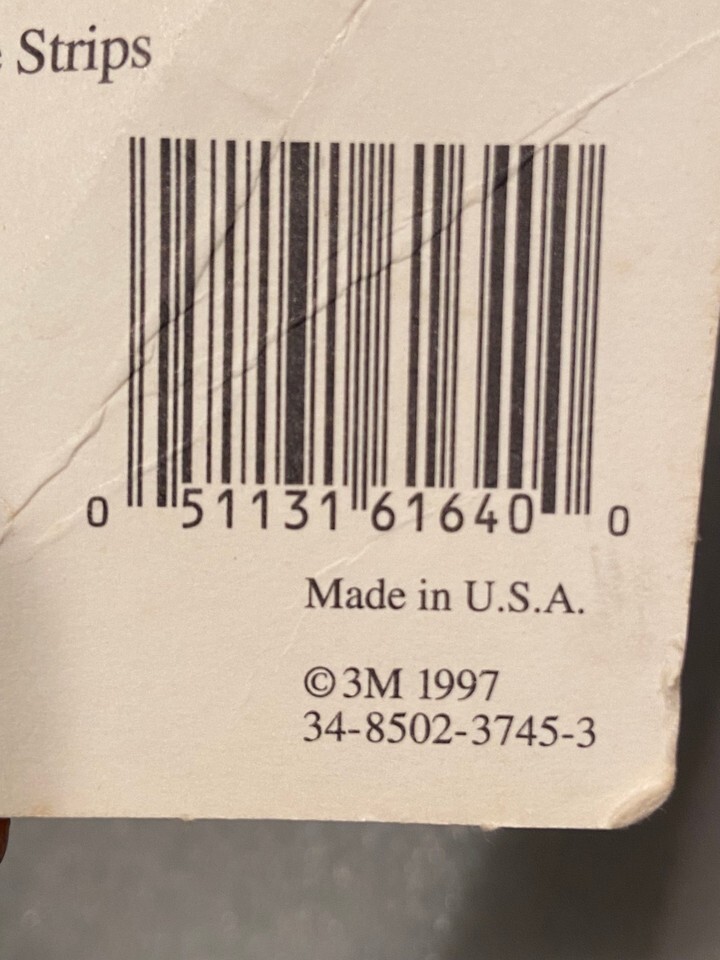 Strips
0 51131 61640 0
Made in U.S.A.
©3M 1997
34-8502-3745-3